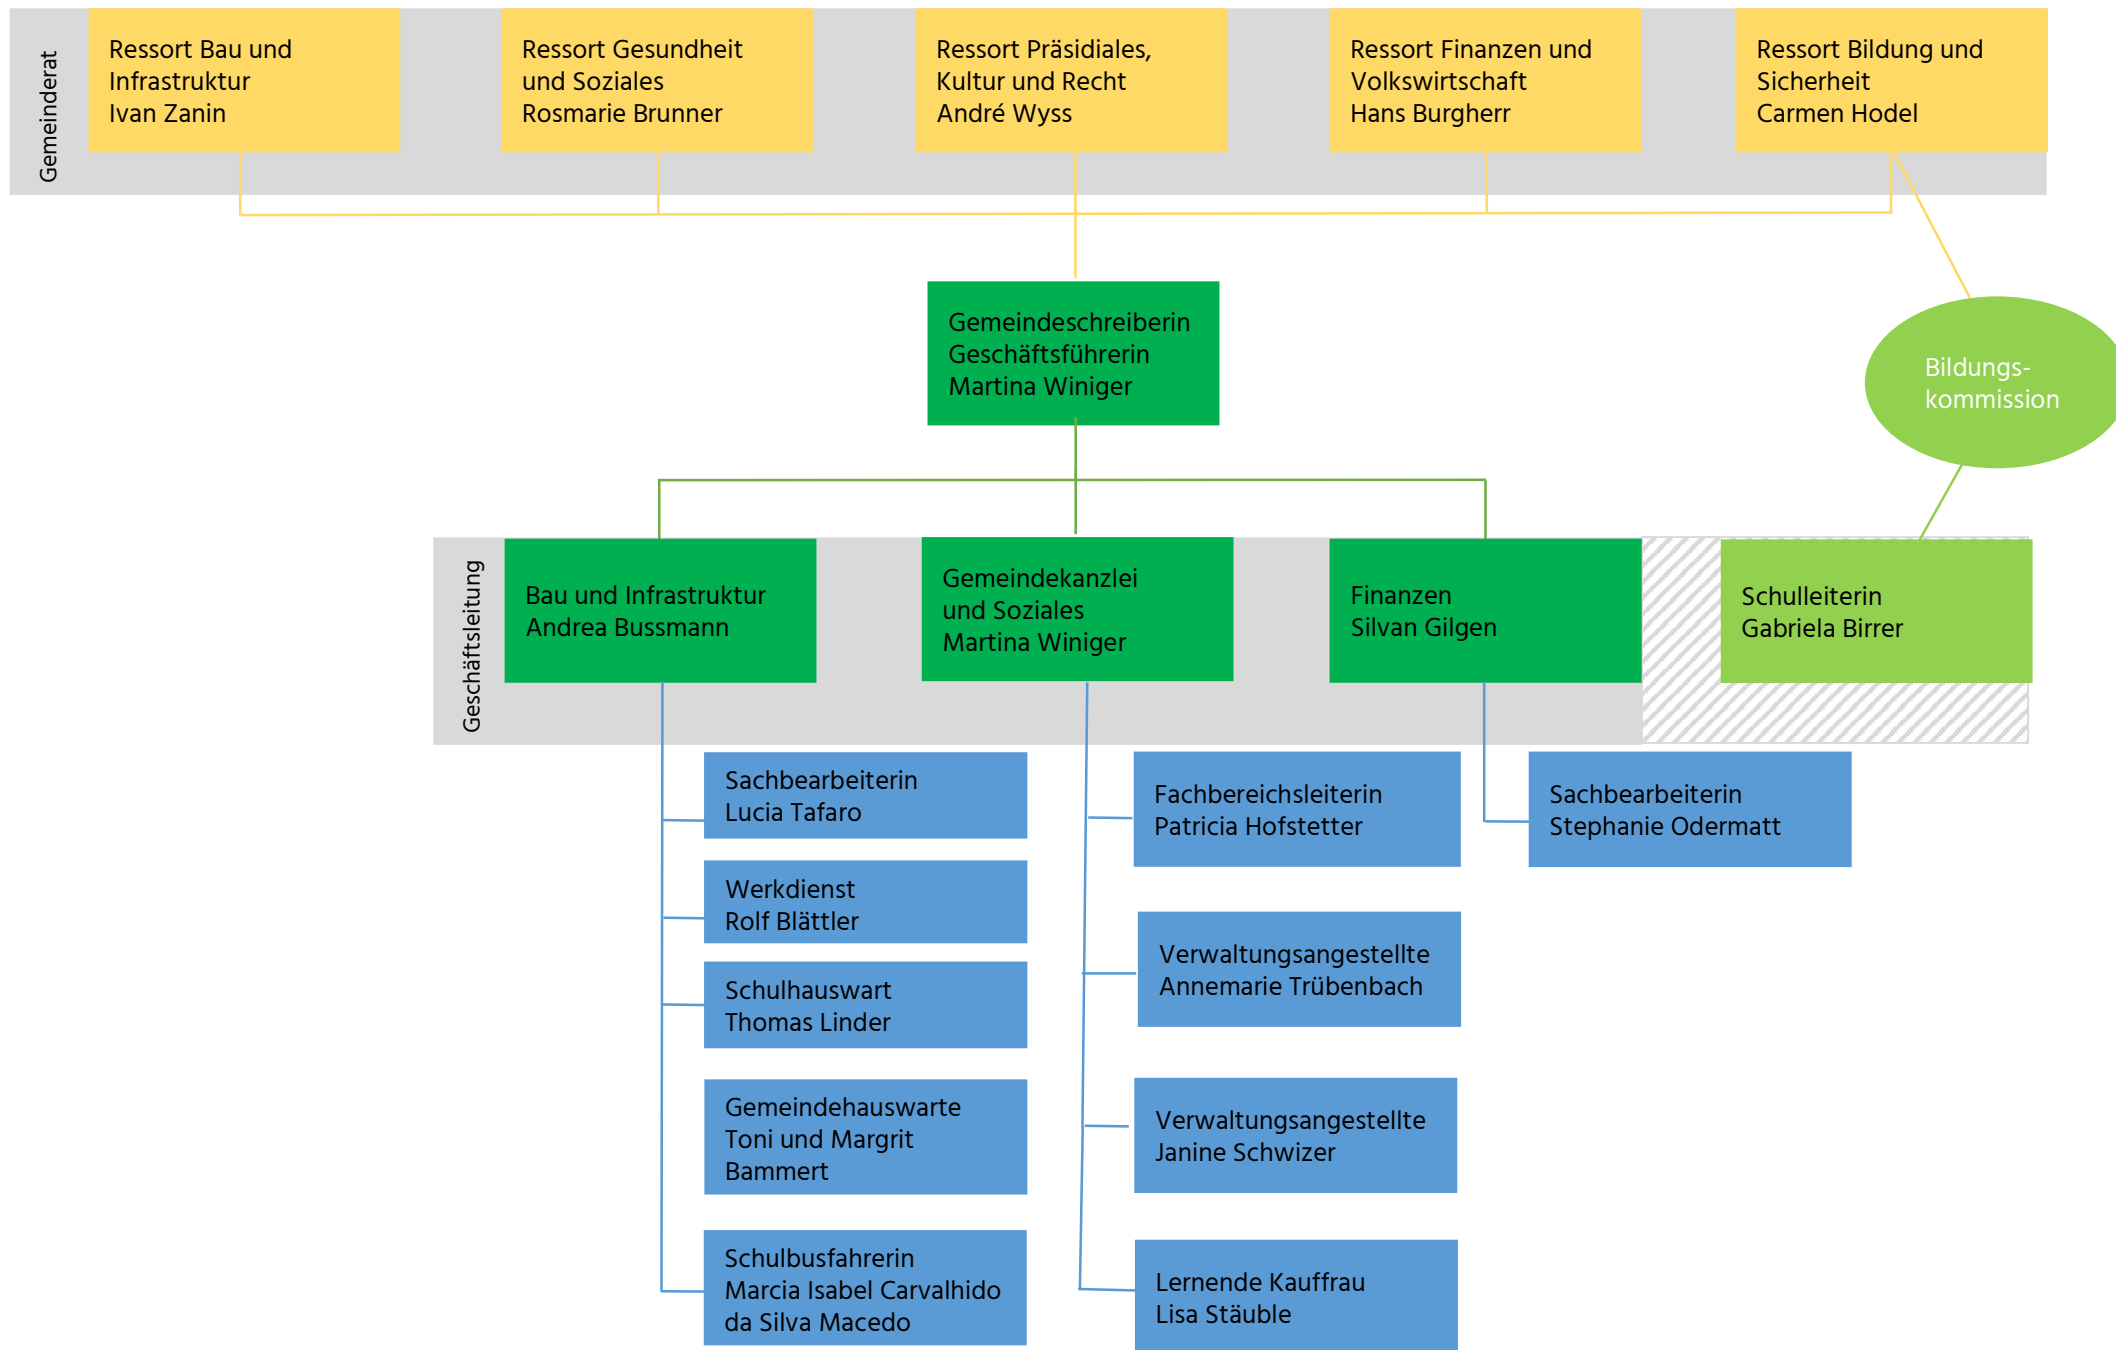 Gemeinderat
Ressort Bau und
Infrastruktur
Ivan Zanin
Ressort Gesundheit
und Soziales
Rosmarie Brunner
Ressort Präsidiales,
Kultur und Recht
André Wyss
Ressort Finanzen und
Volkswirtschaft
Hans Burgherr
Ressort Bildung und
Sicherheit
Carmen Hodel
Gemeindeschreiberin
Geschäftsführerin
Martina Winiger
Bildungs-
kommission
Geschäftsleitung
Bau und Infrastruktur
Andrea Bussmann
Gemeindekanzlei
und Soziales
Martina Winiger
Finanzen
Silvan Gilgen
Schulleiterin
Gabriela Birrer
Sachbearbeiterin
Lucia Tafaro
Werkdienst
Rolf Blättler
Schulhauswart
Thomas Linder
Gemeindehauswarte
Toni und Margrit
Bammert
Schulbusfahrerin
Marcia Isabel Carvalhido
da Silva Macedo
Fachbereichsleiterin
Patricia Hofstetter
Verwaltungsangestellte
Annemarie Trübenbach
Verwaltungsangestellte
Janine Schwizer
Lernende Kauffrau
Lisa Stäuble
Sachbearbeiterin
Stephanie Odermatt